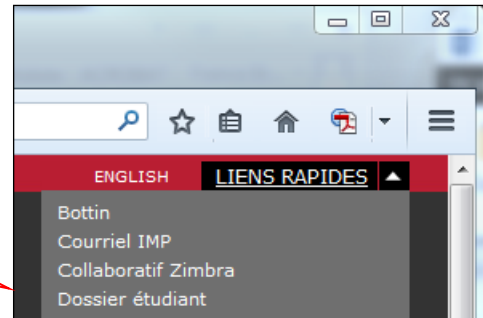 ENGLISH LIENS RAPIDES
Bottin
Courriel IMP
Collaboratif Zimbra
Dossier étudiant